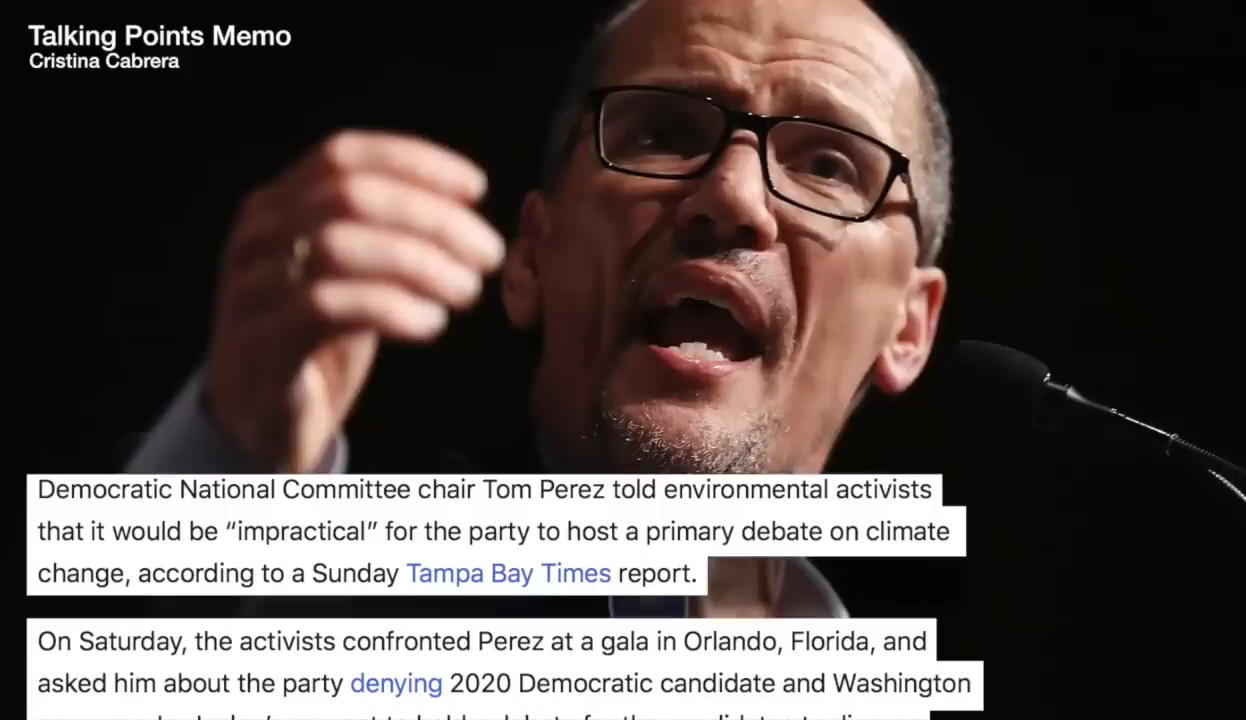 Talking Points Memo
Cristina Cabrera
Democratic National Committee chair Tom Perez told environmental activists
that it would be “impractical” for the party to host a primary debate on climate
change, according to a Sunday Tampa Bay Times report.
On Saturday, the activists confronted Perez at a gala in Orlando, Florida, and
asked him about the party denying 2020 Democratic candidate and Washington